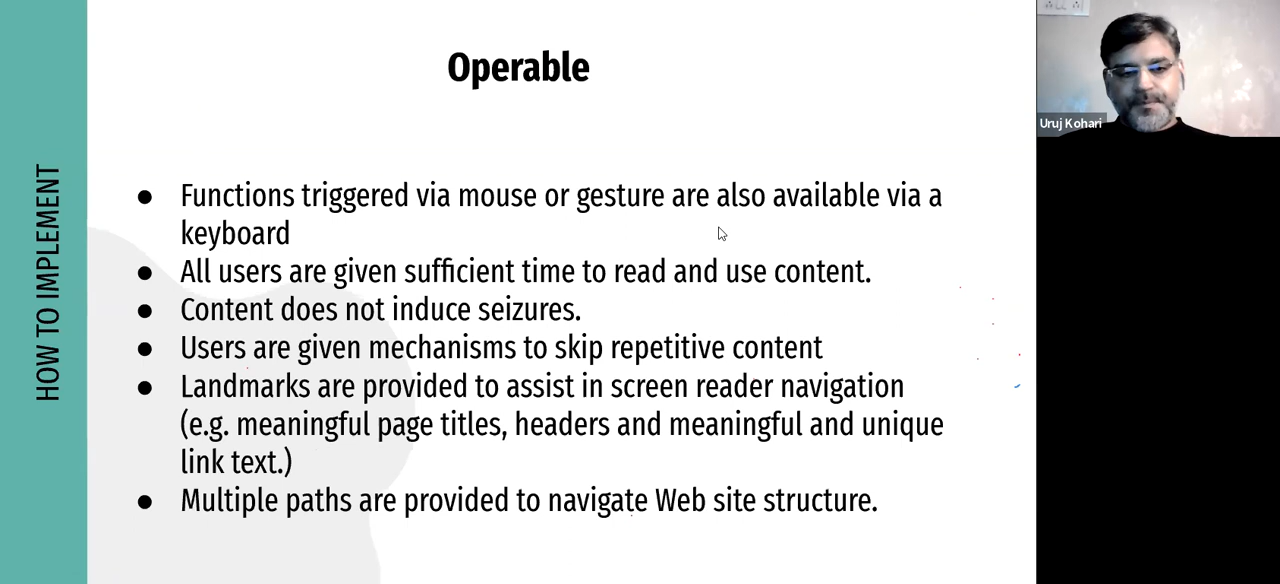 HOW TO IMPLEMENT
Operable
● Functions triggered via mouse or gesture are also available via a
keyboard
● All users are given sufficient time to read and use content.
● Content does not induce seizures.
● Users are given mechanisms to skip repetitive content
● Landmarks are provided to assist in screen reader navigation
(e.g. meaningful page titles, headers and meaningful and unique
link text.)
● Multiple paths are provided to navigate Web site structure.
Uruj Kohari